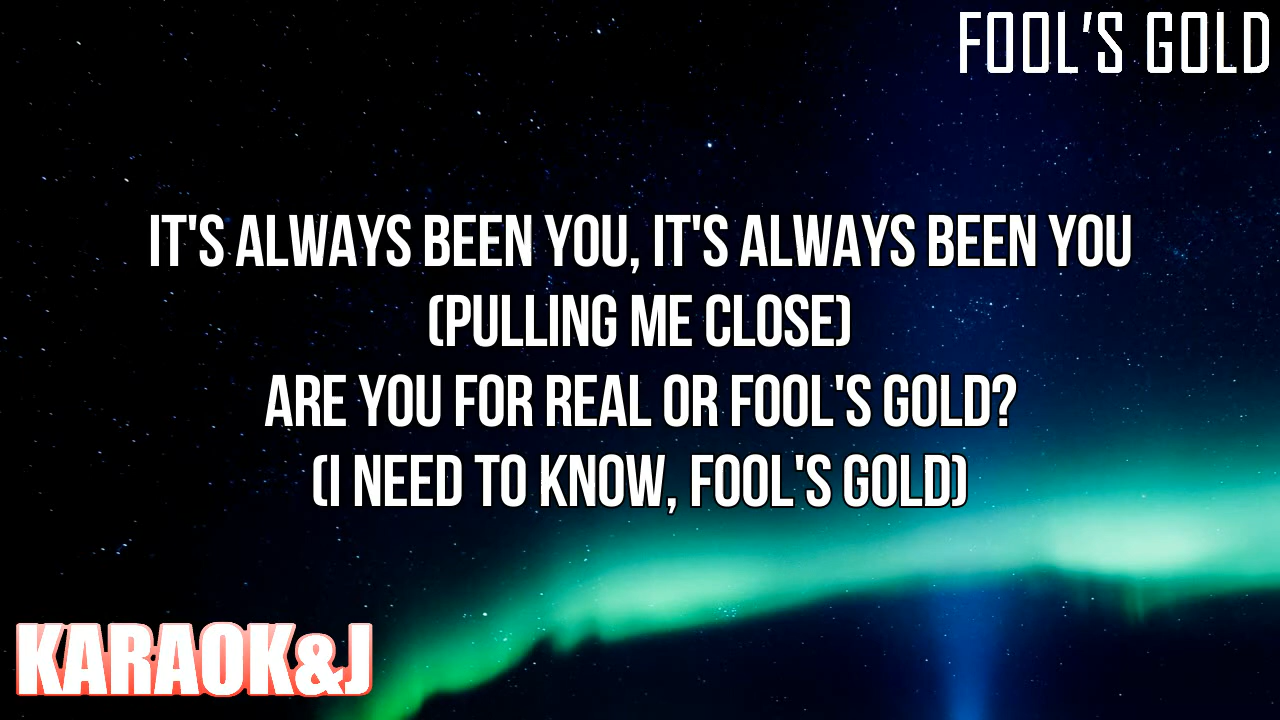 FOOL'S GOLD
IT'S ALWAYS BEEN YOU, IT'S ALWAYS BEEN YOU
(PULLING ME CLOSE)
ARE YOU FOR REAL OR FOOL'S GOLD?
(I NEED TO KNOW, FOOL'S GOLD)
KARAOK&J